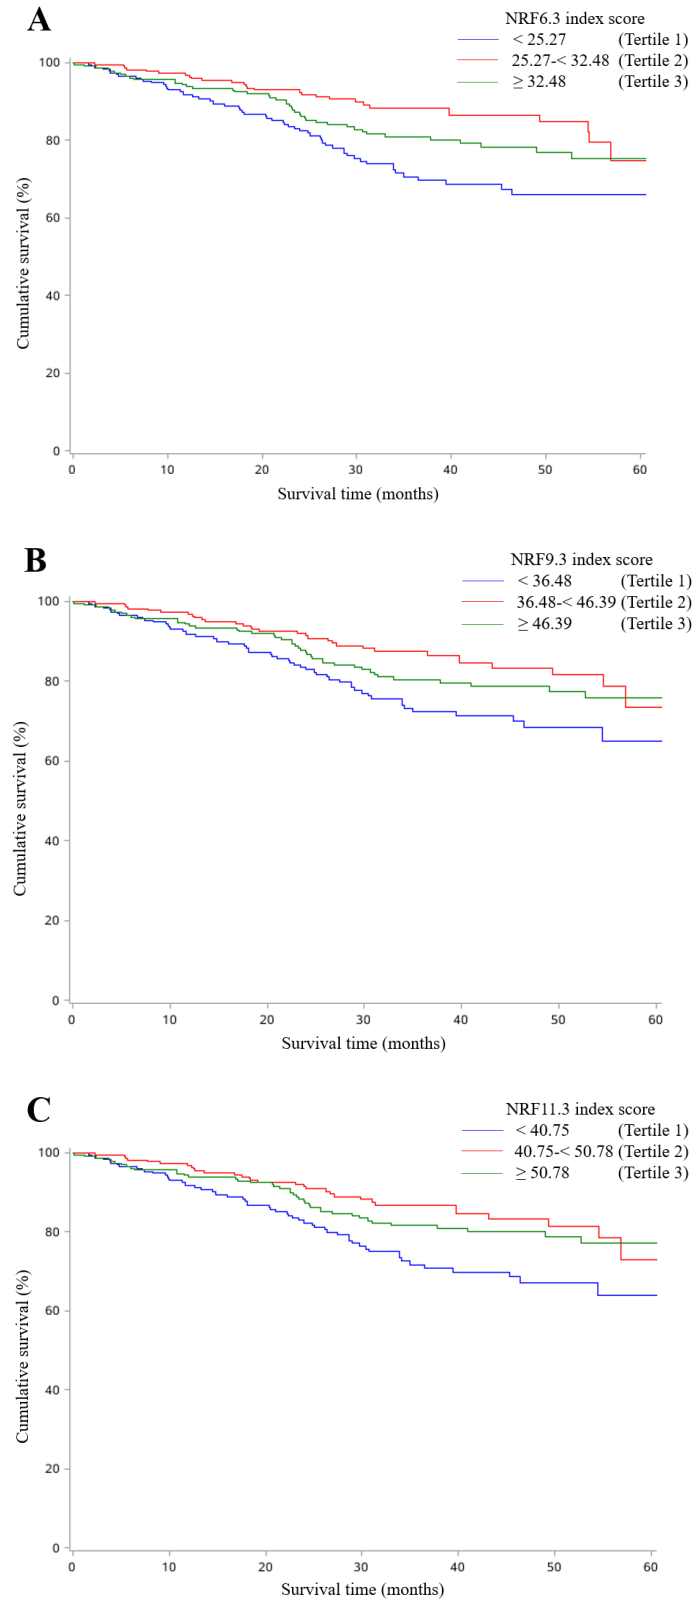 A
NRF6.3 index score
< 25.27 (Tertile 1)
25.27-< 32.48 (Tertile 2)
≥ 32.48 (Tertile 3)
100
80
60
40
20
0
Cumulative survival (%)
0 10 20 30 40 50 60
Survival time (months)
B
NRF9.3 index score
< 36.48 (Tertile 1)
36.48-< 46.39 (Tertile 2)
≥ 46.39 (Tertile 3)
100
80
60
40
20
0
Cumulative survival (%)
0 10 20 30 40 50 60
Survival time (months)
C
NRF11.3 index score
< 40.75 (Tertile 1)
40.75-< 50.78 (Tertile 2)
≥ 50.78 (Tertile 3)
100
80
60
40
20
0
Cumulative survival (%)
0 10 20 30 40 50 60
Survival time (months)